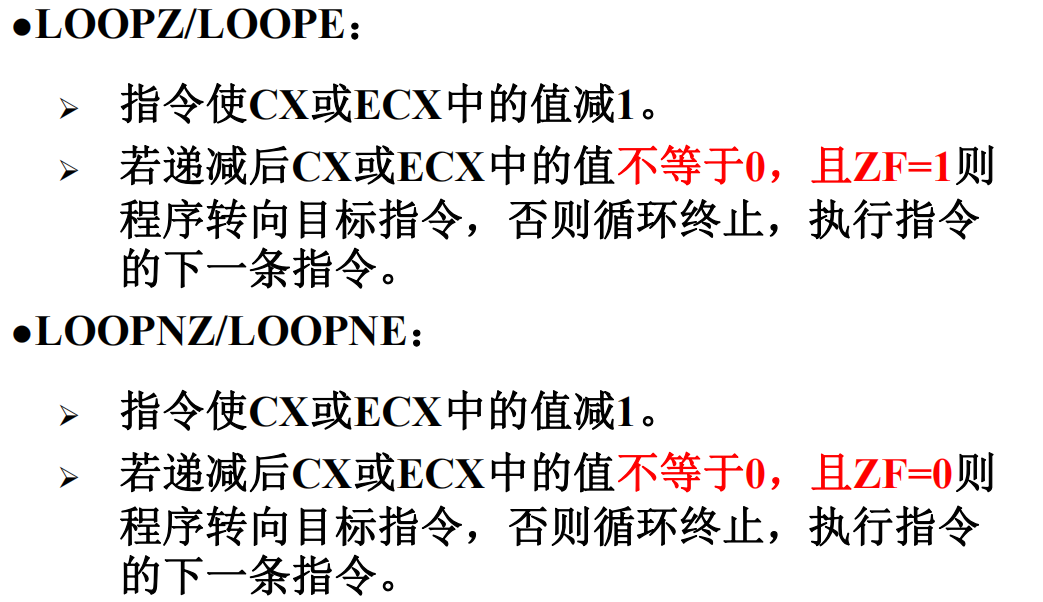 ●LOOPZ/LOOPE：
➢ 指令使CX或ECX中的值减1。
➢ 若递减后CX或ECX中的值不等于0，且ZF=1则
程序转向目标指令，否则循环终止，执行指令
的下一条指令。
●LOOPNZ/LOOPNE：
➢ 指令使CX或ECX中的值减1。
➢ 若递减后CX或ECX中的值不等于0，且ZF=0则
程序转向目标指令，否则循环终止，执行指令
的下一条指令。